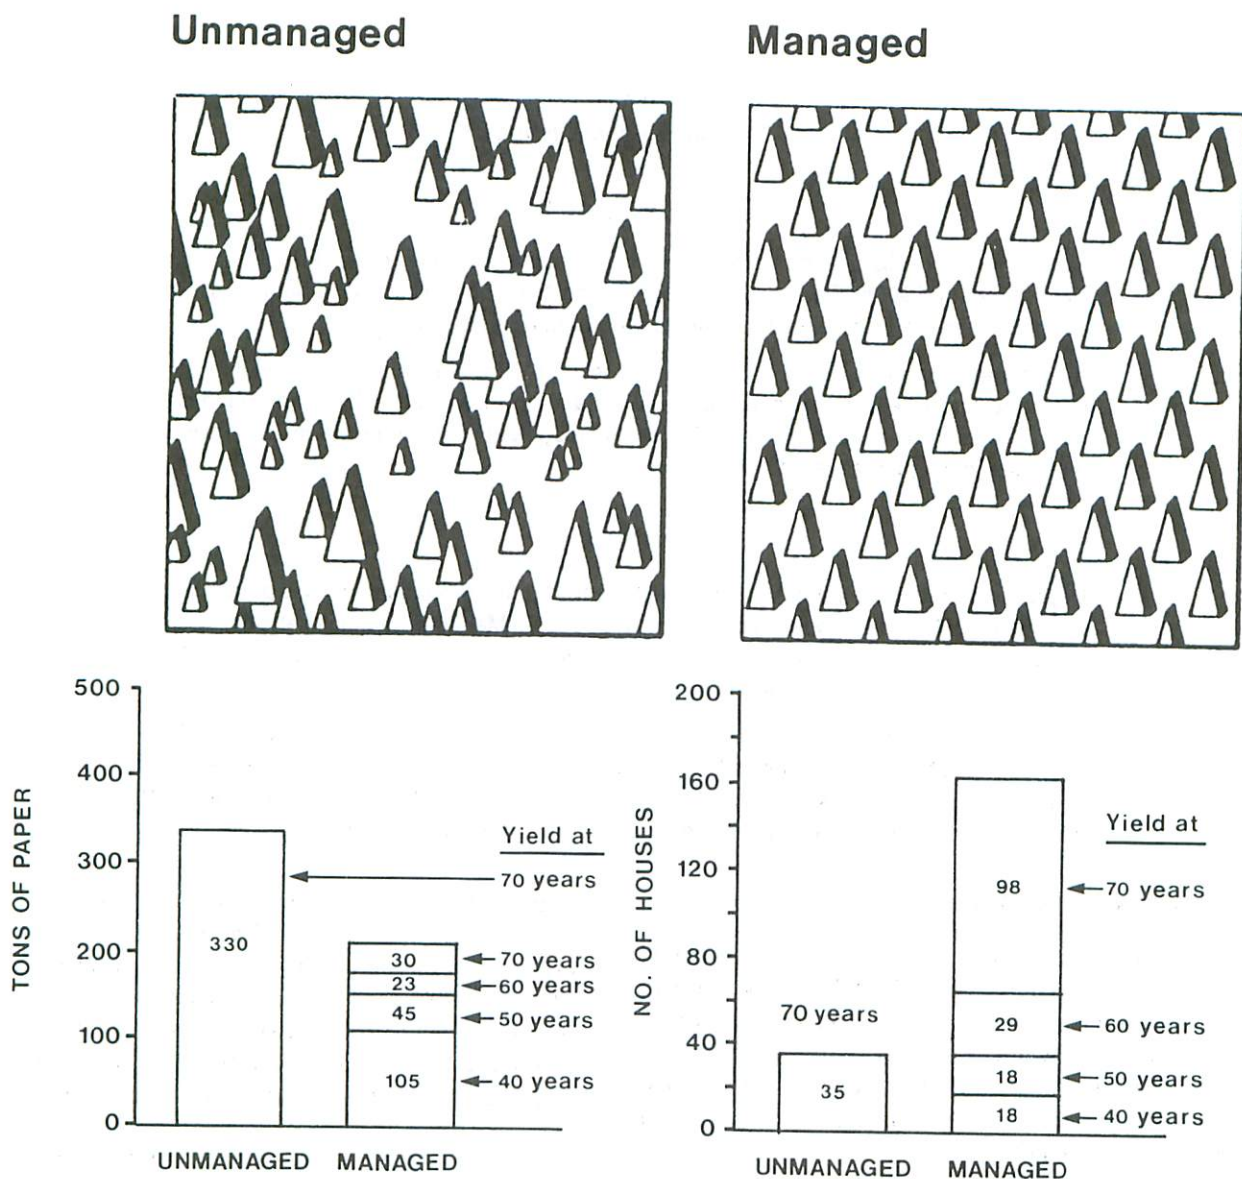 Unmanaged
Managed
500
400
300
200
100
0
TONS OF PAPER
330
30
23
45
105
Yield at
70 years
70 years
60 years
50 years
40 years
UNMANAGED MANAGED
200
160
120
80
40
0
NO. OF HOUSES
70 years
35
98
29
18
18
Yield at
70 years
60 years
50 years
40 years
UNMANAGED MANAGED